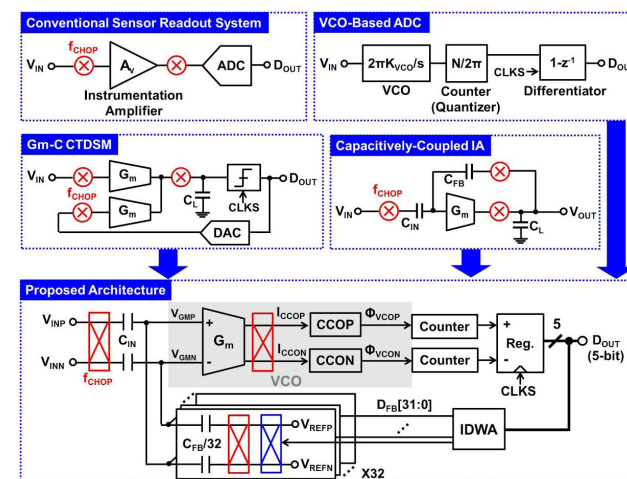 Conventional Sensor Readout System
fCHOP
VIN
Av
ADC
DOUT
Instrumentation
Amplifier
VCO-Based ADC
VIN
2πKVCO/s
N/2π
CLKS
1-z-1
DOU
VCO
Counter
(Quantizer)
Differentiator
Gm-C CTDSM
VIN
Gm
fCHOP
Gm
CL
CLKS
DOUT
DAC
Capacitively-Coupled IA
CFB
fCHOP
VIN
CIN
Gm
VOUT
CL
Proposed Architecture
VINP
VINN
CIN
fCHOP
VGMP
VGMN
+
-
Gm
ICCOP
ICCON
CCOP
CCON
VCO
ΦVCOP
ΦVCON
Counter
Counter
+
-
Reg.
CLKS
5
DOUT
(5-bit)
DFB[31:0]
IDWA
CFB/32
VREFP
VREFN
X32